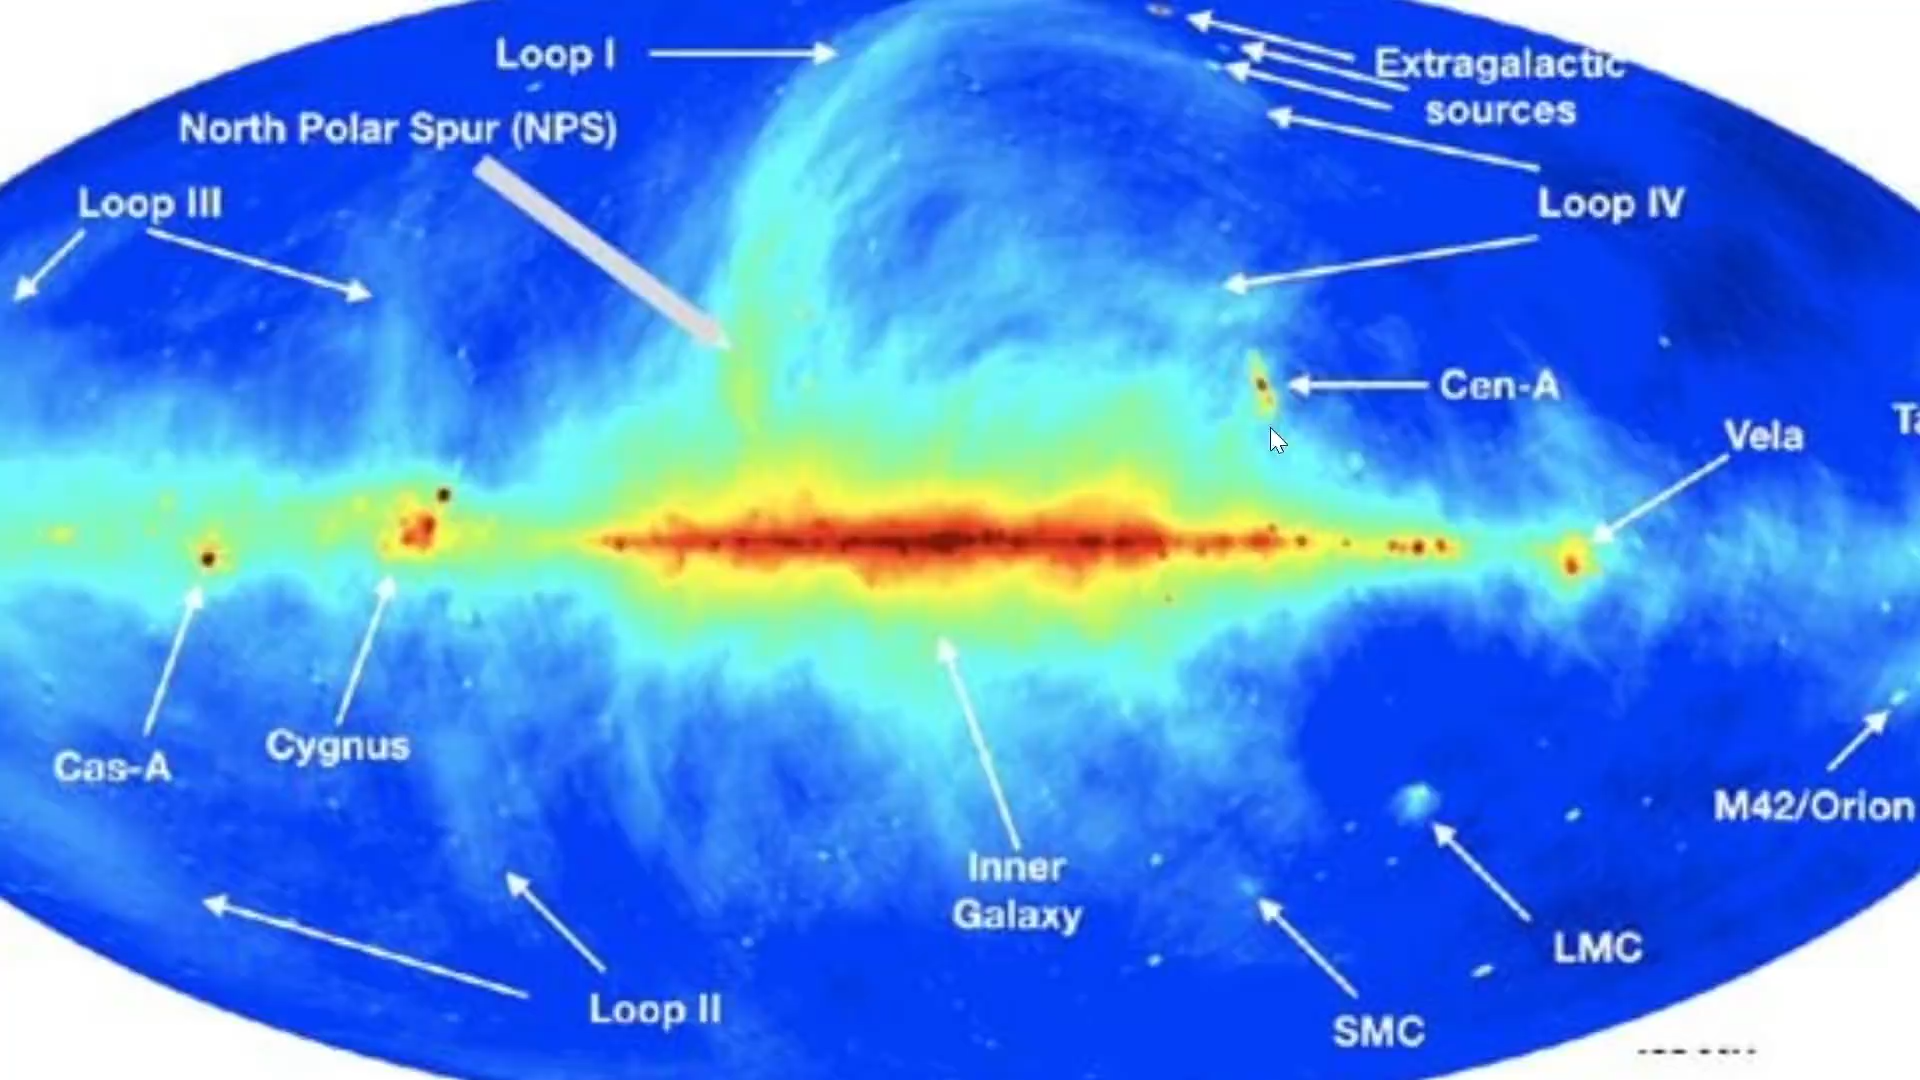 Loop I
Extragalactic
sources
North Polar Spur (NPS)
Loop III
Loop IV
Cen-A
Vela
Cas-A
Cygnus
M42/Orion
Inner
Galaxy
LMC
Loop II
SMC